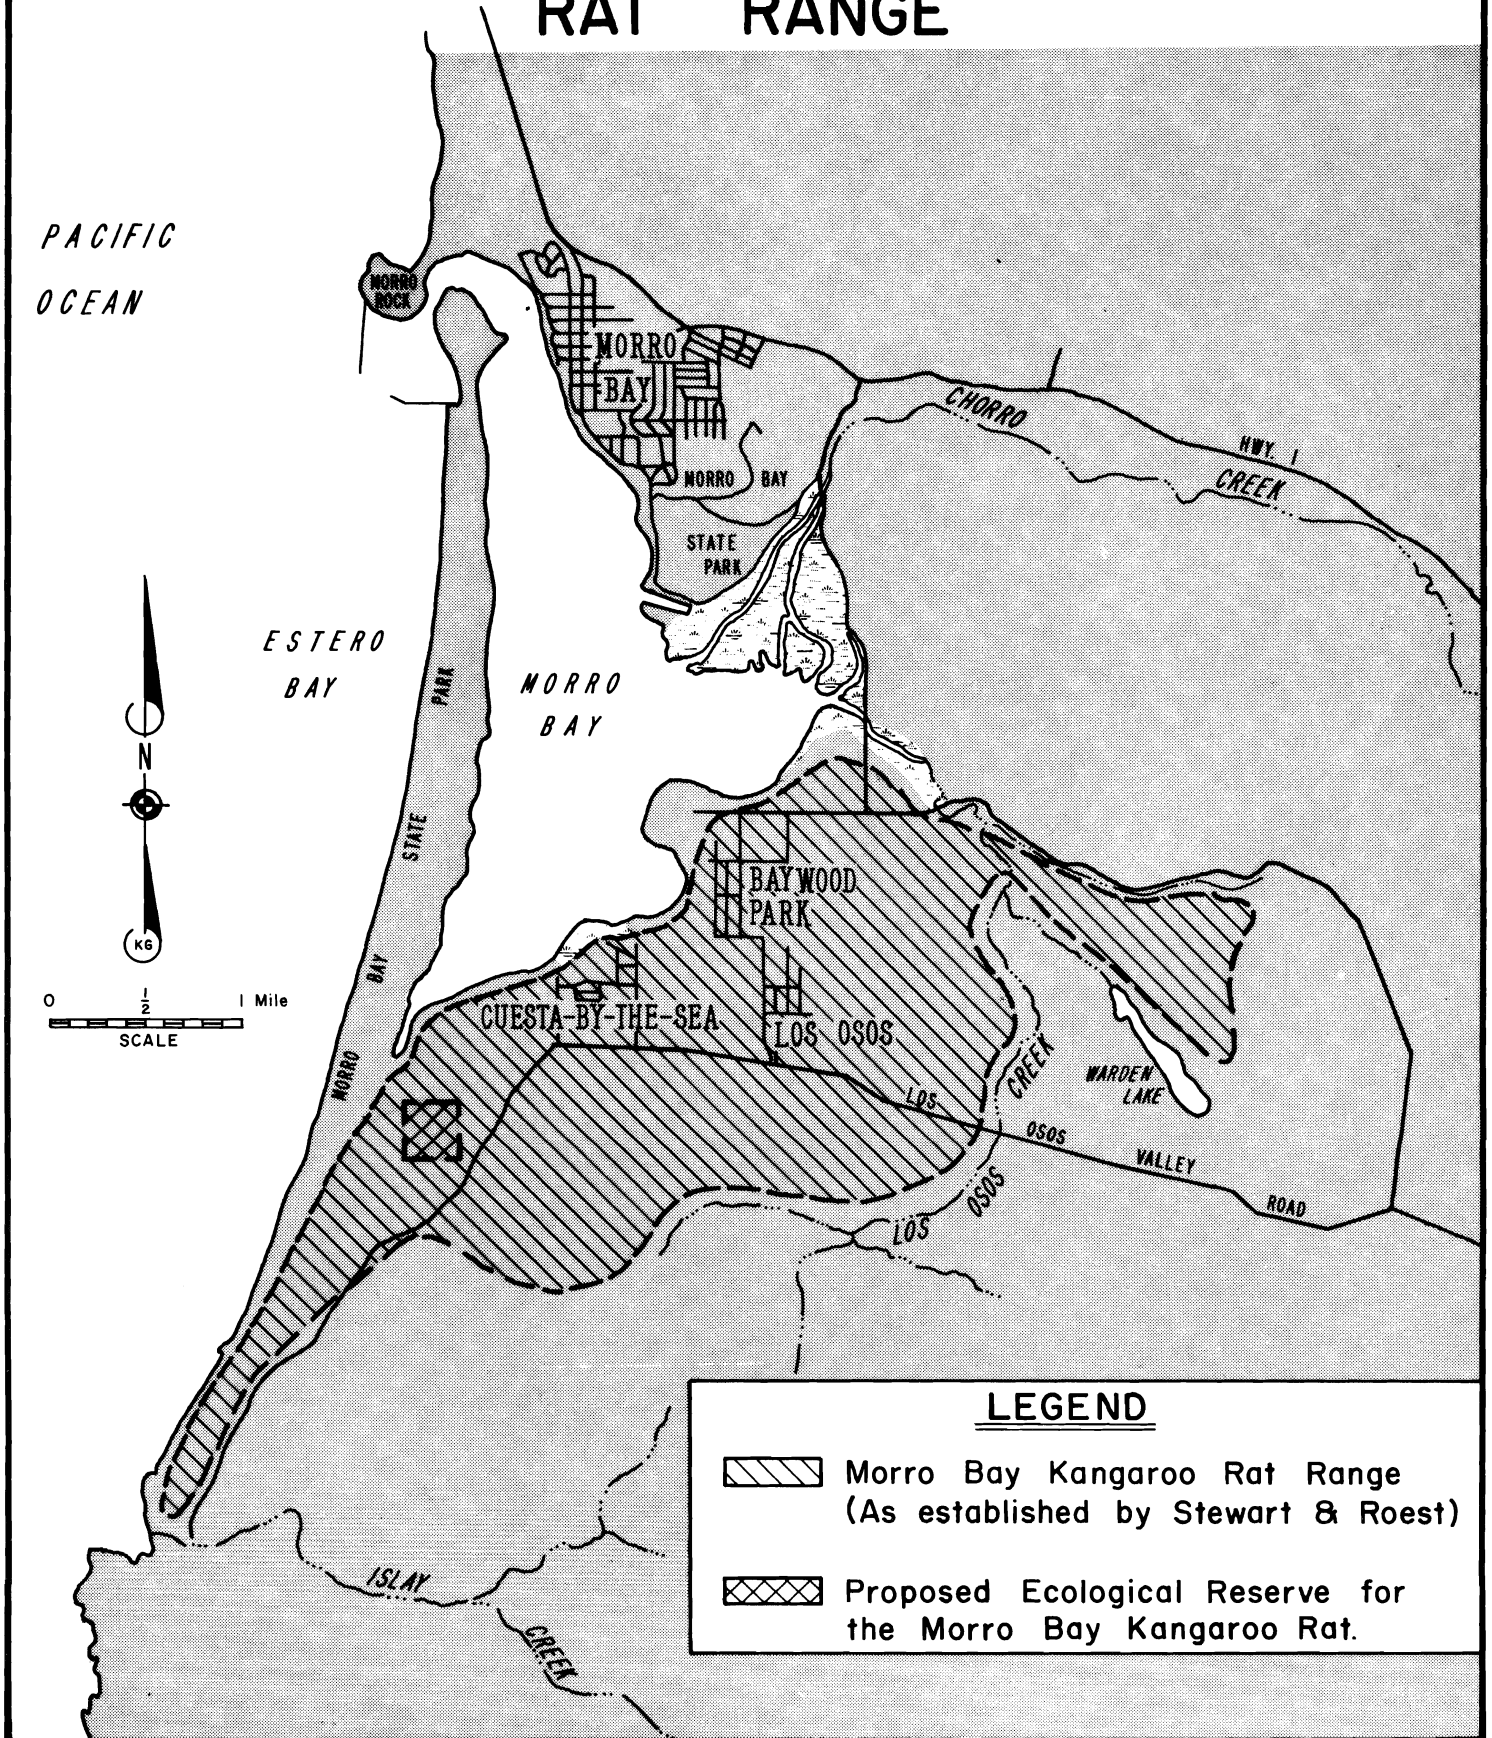 RAT RANGE
PACIFIC
OCEAN
MORRO
ROCK
MORRO
BAY
CHORRO
CREEK
HWY. 1
MORRO BAY
STATE
PARK
ESTERO
BAY
MORRO
BAY
MORRO BAY STATE PARK
N
KG
0 1/2 1 Mile
SCALE
BAYWOOD
PARK
CUESTA-BY-THE-SEA
LOS OSOS
WARDEN
LAKE
LOS OSOS VALLEY ROAD
LOS OSOS CREEK
ISLAY
CREEK
LEGEND
Morro Bay Kangaroo Rat Range
(As established by Stewart & Roest)
Proposed Ecological Reserve for
the Morro Bay Kangaroo Rat.